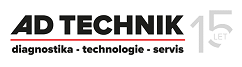 AD TECHNIK
15 LET
diagnostika - technologie - servis